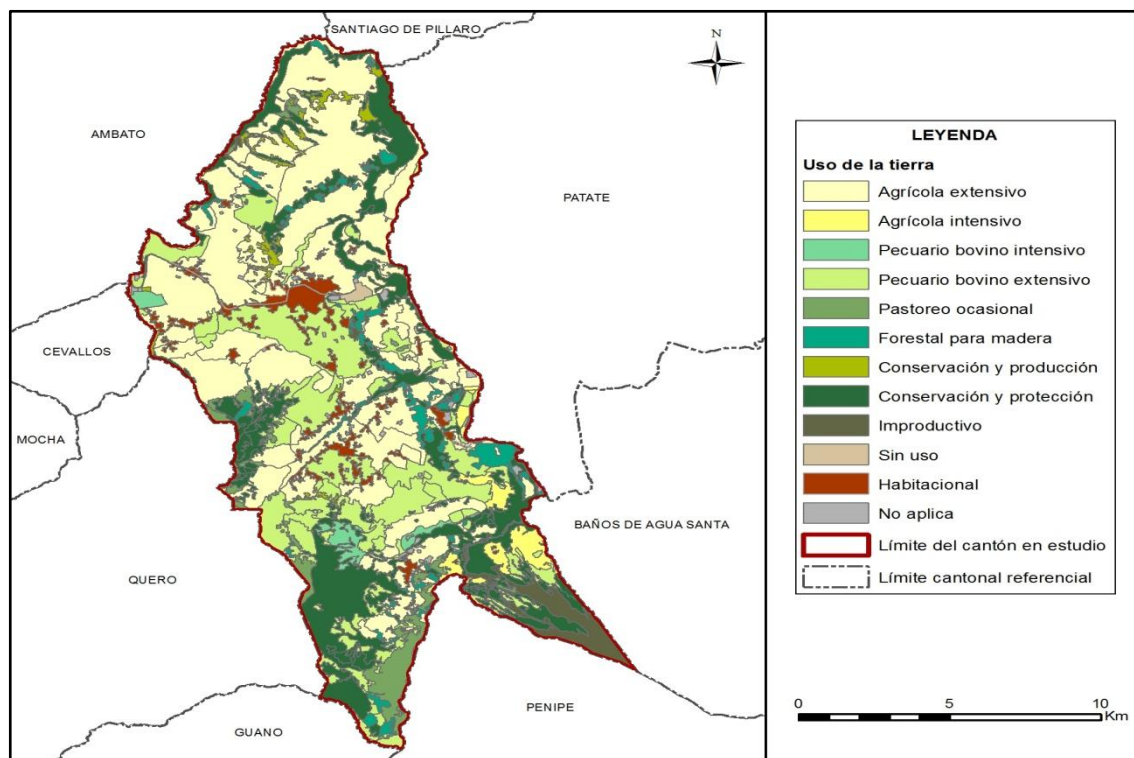 SANTIAGO DE PILLARO
N
AMBATO
PATATE
CEVALLOS
MOCHA
BAÑOS DE AGUA SANTA
QUERO
PENIPE
GUANO
LEYENDA
Uso de la tierra
Agrícola extensivo
Agrícola intensivo
Pecuario bovino intensivo
Pecuario bovino extensivo
Pastoreo ocasional
Forestal para madera
Conservación y producción
Conservación y protección
Improductivo
Sin uso
Habitacional
No aplica
Límite del cantón en estudio
Límite cantonal referencial
0 5 10
Km